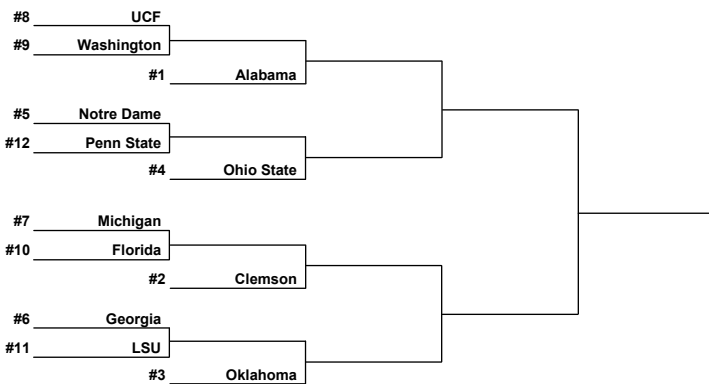 #8 UCF
#9 Washington
#1 Alabama
#5 Notre Dame
#12 Penn State
#4 Ohio State
#7 Michigan
#10 Florida
#2 Clemson
#6 Georgia
#11 LSU
#3 Oklahoma